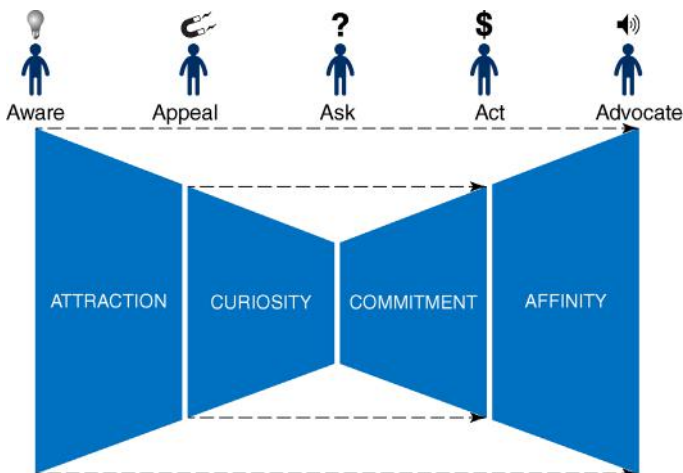 ? $
Aware Appeal Ask Act Advocate
ATTRACTION CURIOSITY COMMITMENT AFFINITY